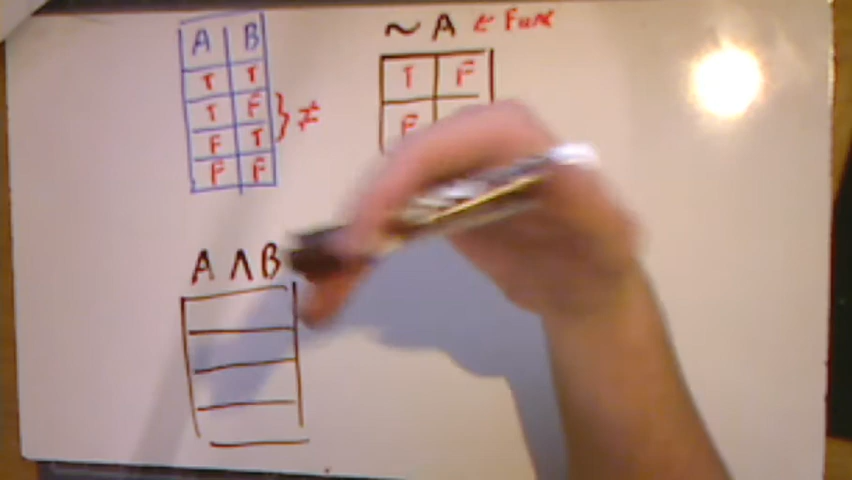 A B
T T
T F
F T
F F
} ≠
~ A ← Func
T F
F
A ∧ B